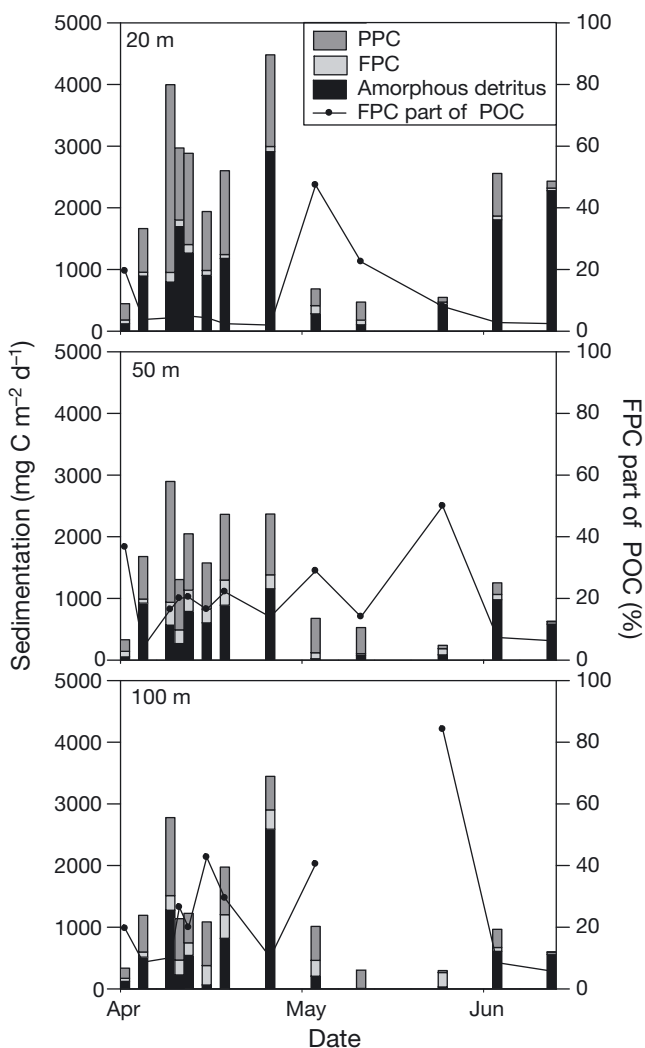 5000
4000
3000
2000
1000
0
20 m
PPC
FPC
Amorphous detritus
FPC part of POC
100
80
60
40
20
0
5000
4000
3000
2000
1000
0
50 m
100
80
60
40
20
0
Sedimentation (mg C m⁻² d⁻¹)
FPC part of POC (%)
5000
4000
3000
2000
1000
0
100 m
100
80
60
40
20
0
Apr
May
Jun
Date